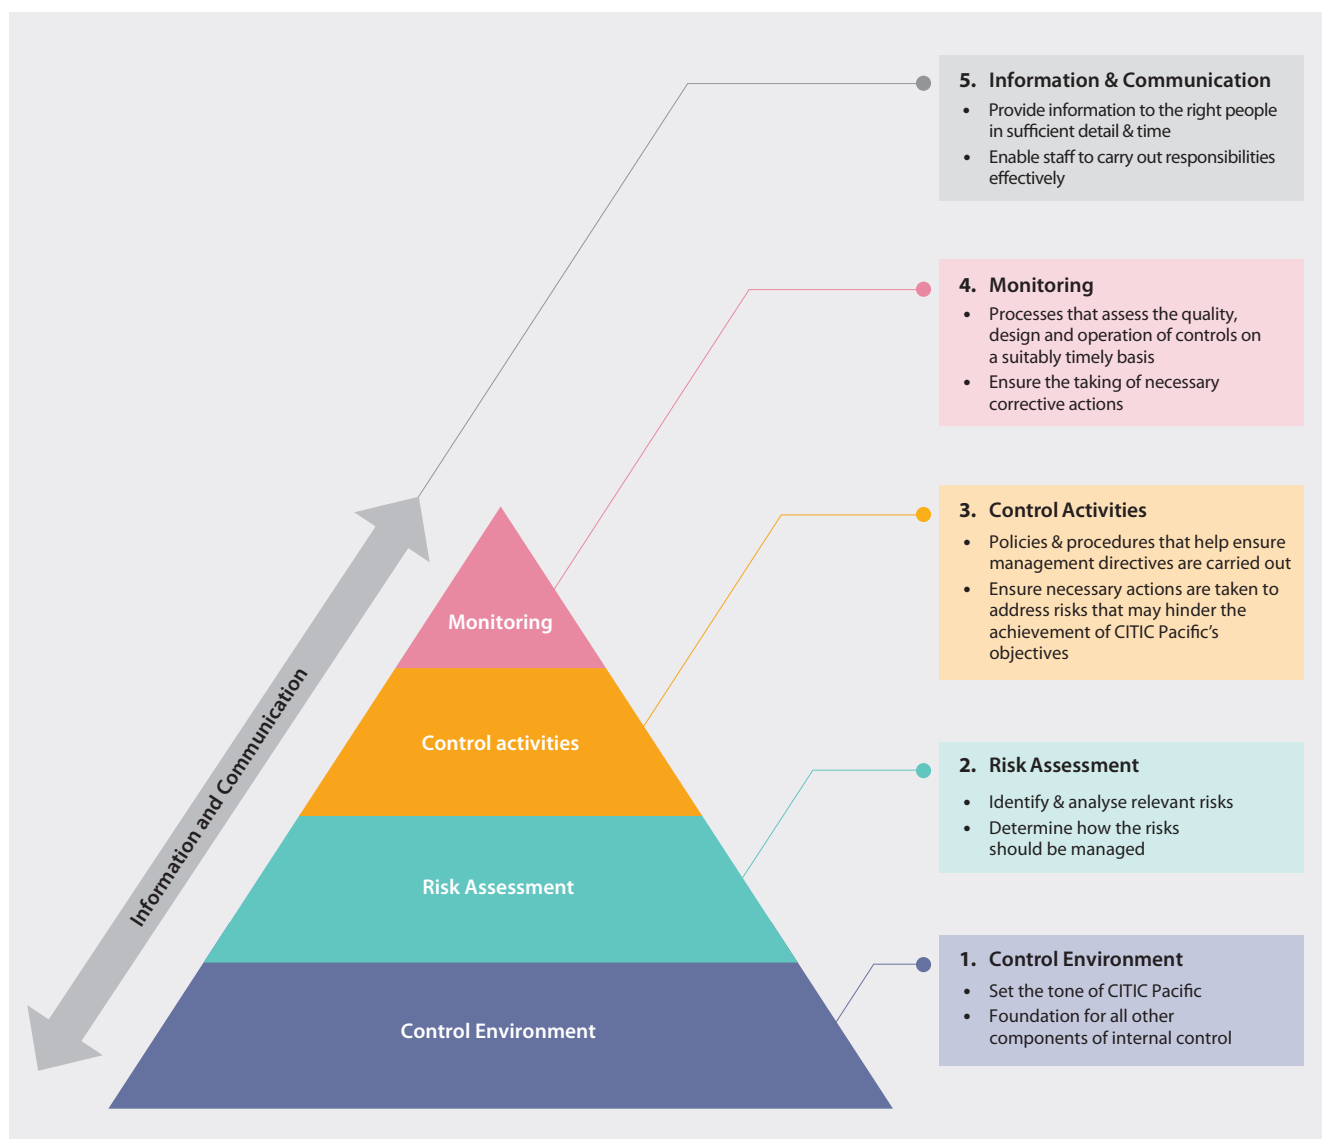 5. Information & Communication
• Provide information to the right people
in sufficient detail & time
• Enable staff to carry out responsibilities
effectively
4. Monitoring
• Processes that assess the quality,
design and operation of controls on
a suitably timely basis
• Ensure the taking of necessary
corrective actions
3. Control Activities
• Policies & procedures that help ensure
management directives are carried out
• Ensure necessary actions are taken to
address risks that may hinder the
achievement of CITIC Pacific's
objectives
2. Risk Assessment
• Identify & analyse relevant risks
• Determine how the risks
should be managed
1. Control Environment
• Set the tone of CITIC Pacific
• Foundation for all other
components of internal control
Information and Communication
Monitoring
Control activities
Risk Assessment
Control Environment